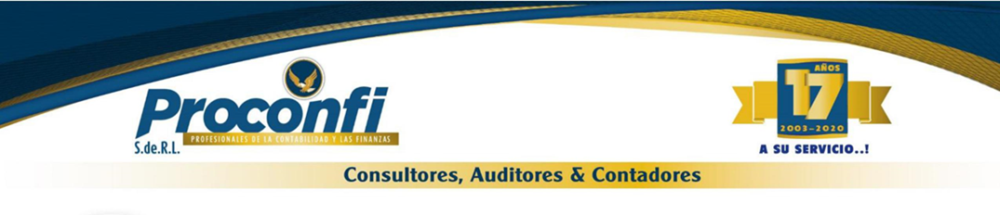 Proconfi
S.de.R.L.
PROFESIONALES DE LA CONTABILIDAD Y LAS FINANZAS
AÑOS
17
2003-2020
A SU SERVICIO..!
Consultores, Auditores & Contadores